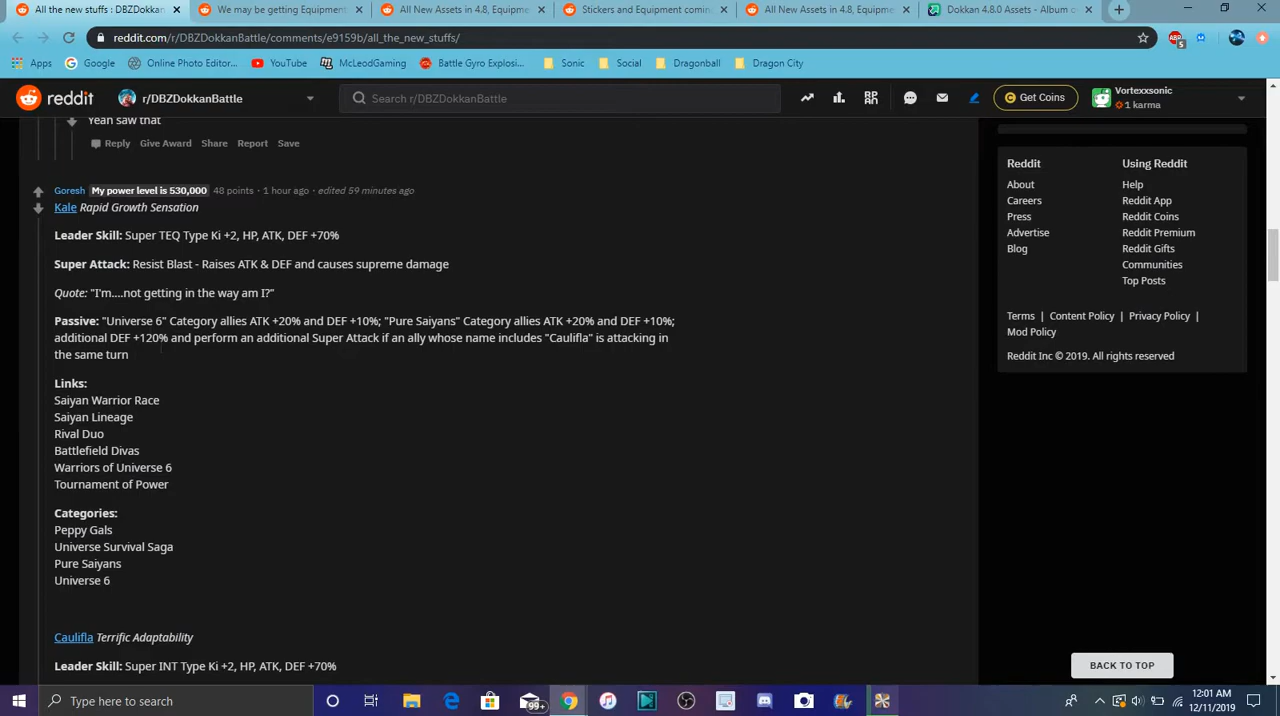 All the new stuffs : DBZDokkanB
We may be getting Equipment
All New Assets in 4.8, Equipme
Stickers and Equipment comin
All New Assets in 4.8, Equipme
Dokkan 4.8.0 Assets - Album o
reddit.com/r/DBZDokkanBattle/comments/e9159b/all_the_new_stuffs/
ABP 5
Apps Google Online Photo Editor... YouTube McLeodGaming Battle Gyro Explosi... Sonic Social Dragonball Dragon City
reddit r/DBZDokkanBattle Search r/DBZDokkanBattle Get Coins Vortexxsonic
1 karma
Yeah saw that
Reply Give Award Share Report Save
Goresh My power level is 530,000 48 points · 1 hour ago · edited 59 minutes ago
Kale Rapid Growth Sensation
Leader Skill: Super TEQ Type Ki +2, HP, ATK, DEF +70%
Super Attack: Resist Blast - Raises ATK & DEF and causes supreme damage
Quote: "I'm....not getting in the way am I?"
Passive: "Universe 6" Category allies ATK +20% and DEF +10%; "Pure Saiyans" Category allies ATK +20% and DEF +10%;
additional DEF +120% and perform an additional Super Attack if an ally whose name includes "Caulifla" is attacking in
the same turn
Links:
Saiyan Warrior Race
Saiyan Lineage
Rival Duo
Battlefield Divas
Warriors of Universe 6
Tournament of Power
Categories:
Peppy Gals
Universe Survival Saga
Pure Saiyans
Universe 6
Caulifla Terrific Adaptability
Leader Skill: Super INT Type Ki +2, HP, ATK, DEF +70%
Reddit Using Reddit
About Help
Careers Reddit App
Press Reddit Coins
Advertise Reddit Premium
Blog Reddit Gifts
Communities
Top Posts
Terms | Content Policy | Privacy Policy |
Mod Policy
Reddit Inc © 2019. All rights reserved
BACK TO TOP
Type here to search
99+
12:01 AM
12/11/2019